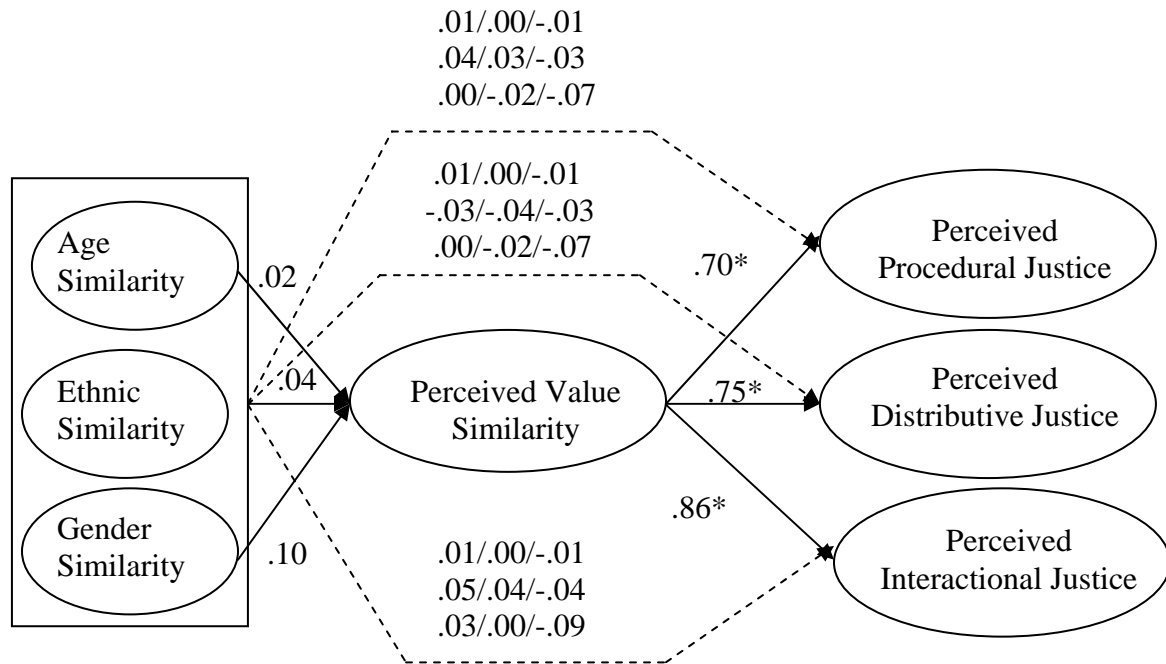 .01/.00/-.01
.04/.03/-.03
.00/-.02/-.07
.01/.00/-.01
-.03/-.04/-.03
.00/-.02/-.07
Age
Similarity
Ethnic
Similarity
Gender
Similarity
.02
.04
.10
Perceived Value
Similarity
.70*
.75*
.86*
Perceived
Procedural Justice
Perceived
Distributive Justice
Perceived
Interactional Justice
.01/.00/-.01
.05/.04/-.04
.03/.00/-.09